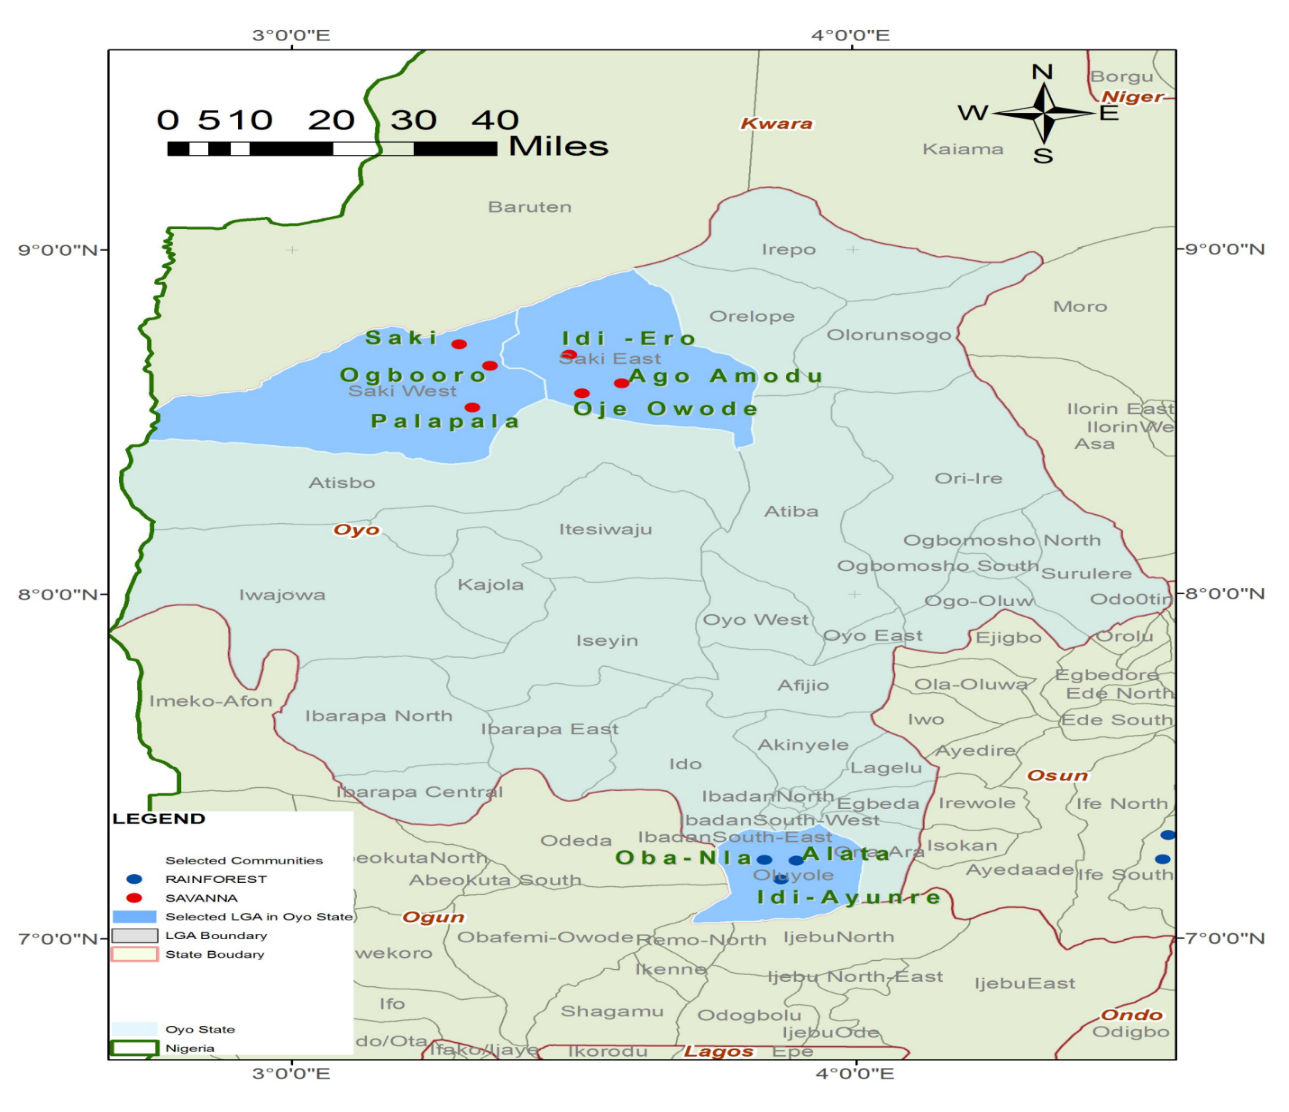 3°0'0"E 4°0'0"E
N
W E
S
Borgu
Niger
0 5 10 20 30 40
Miles
Kwara
Kaiama
Baruten
9°0'0"N 9°0'0"N
Irepo
Moro
Orelope
Olorunsogo
Saki
Idi -Ero
Saki East
Ogbooro
Ago Amodu
Saki West
Palapala
Oje Owode
Ilorin East
IlorinWe
Asa
Atisbo
Ori-Ire
Atiba
Oyo
Itesiwaju
Ogbomosho North
Ogbomosho South
Surulere
Kajola
8°0'0"N 8°0'0"N
Iwajowa
Ogo-Oluw
Odo0tin
Oyo West
Oyo East
Iseyin
Ejigbo
Orolu
Egbedore
Ede North
Ola-Oluwa
Afijio
Imeko-Afon
Ibarapa North
Iwo
Ede South
Ibarapa East
Akinyele
Ayedire
Ido
Lagelu
Osun
Ibarapa Central
IbadanNorth
Egbeda
Irewole
Ife North
badanSouth-West
IbadanSouth-East
Odeda
Isokan
Oba-Nla
Alata
Ona-Ara
Oluyole
Ayedaade
Ife South
Idi-Ayunre
LEGEND
Selected Communities
RAINFOREST
SAVANNA
Selected LGA in Oyo State
LGA Boundary
State Boudary
Oyo State
Nigeria
beokutaNorth
Abeokuta South
Ogun
7°0'0"N 7°0'0"N
Obafemi-Owode
Remo-North
IjebuNorth
wekoro
Ikenne
Ijebu North-East
IjebuEast
Ifo
Shagamu
Odogbolu
Ondo
Odigbo
IjebuOde
do/Ota
Ifako/Ijaye
Ikorodu
Lagos
Epe
3°0'0"E 4°0'0"E